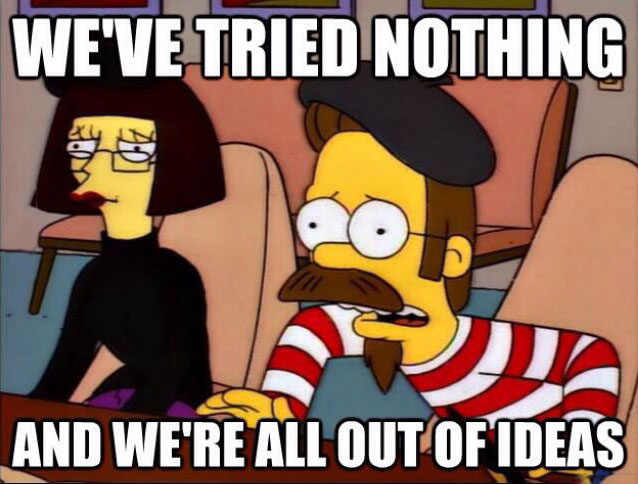 WE'VE TRIED NOTHING
AND WE'RE ALL OUT OF IDEAS